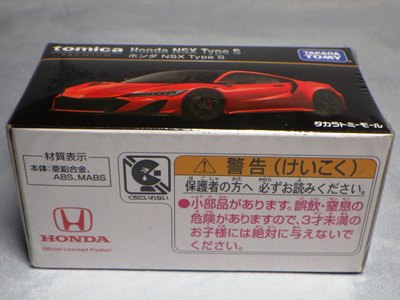 tomica Honda NSX Type S
ホンダ NSX Type S
TAKARA TOMY
タカラトミーモール
材質表示
本体:亜鉛合金、
ABS、MABS
くちにいれない
HONDA
Official Licensed Product
警告(けいこく)
保護者の方へ 必ずお読みください。
●小部品があります。誤飲・窒息の
危険がありますので、3才未満の
お子様には絶対に与えないで
ください。